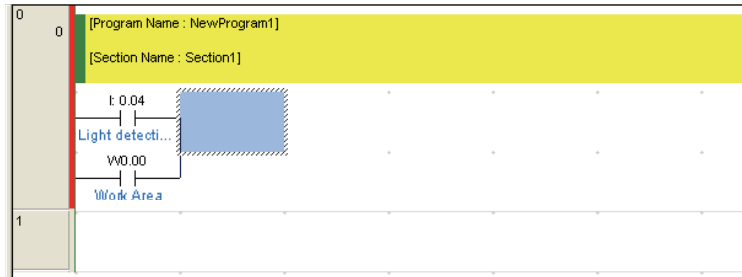 0
0
[Program Name : NewProgram1]
[Section Name : Section1]
I: 0.04
Light detecti...
W0.00
Work Area
1